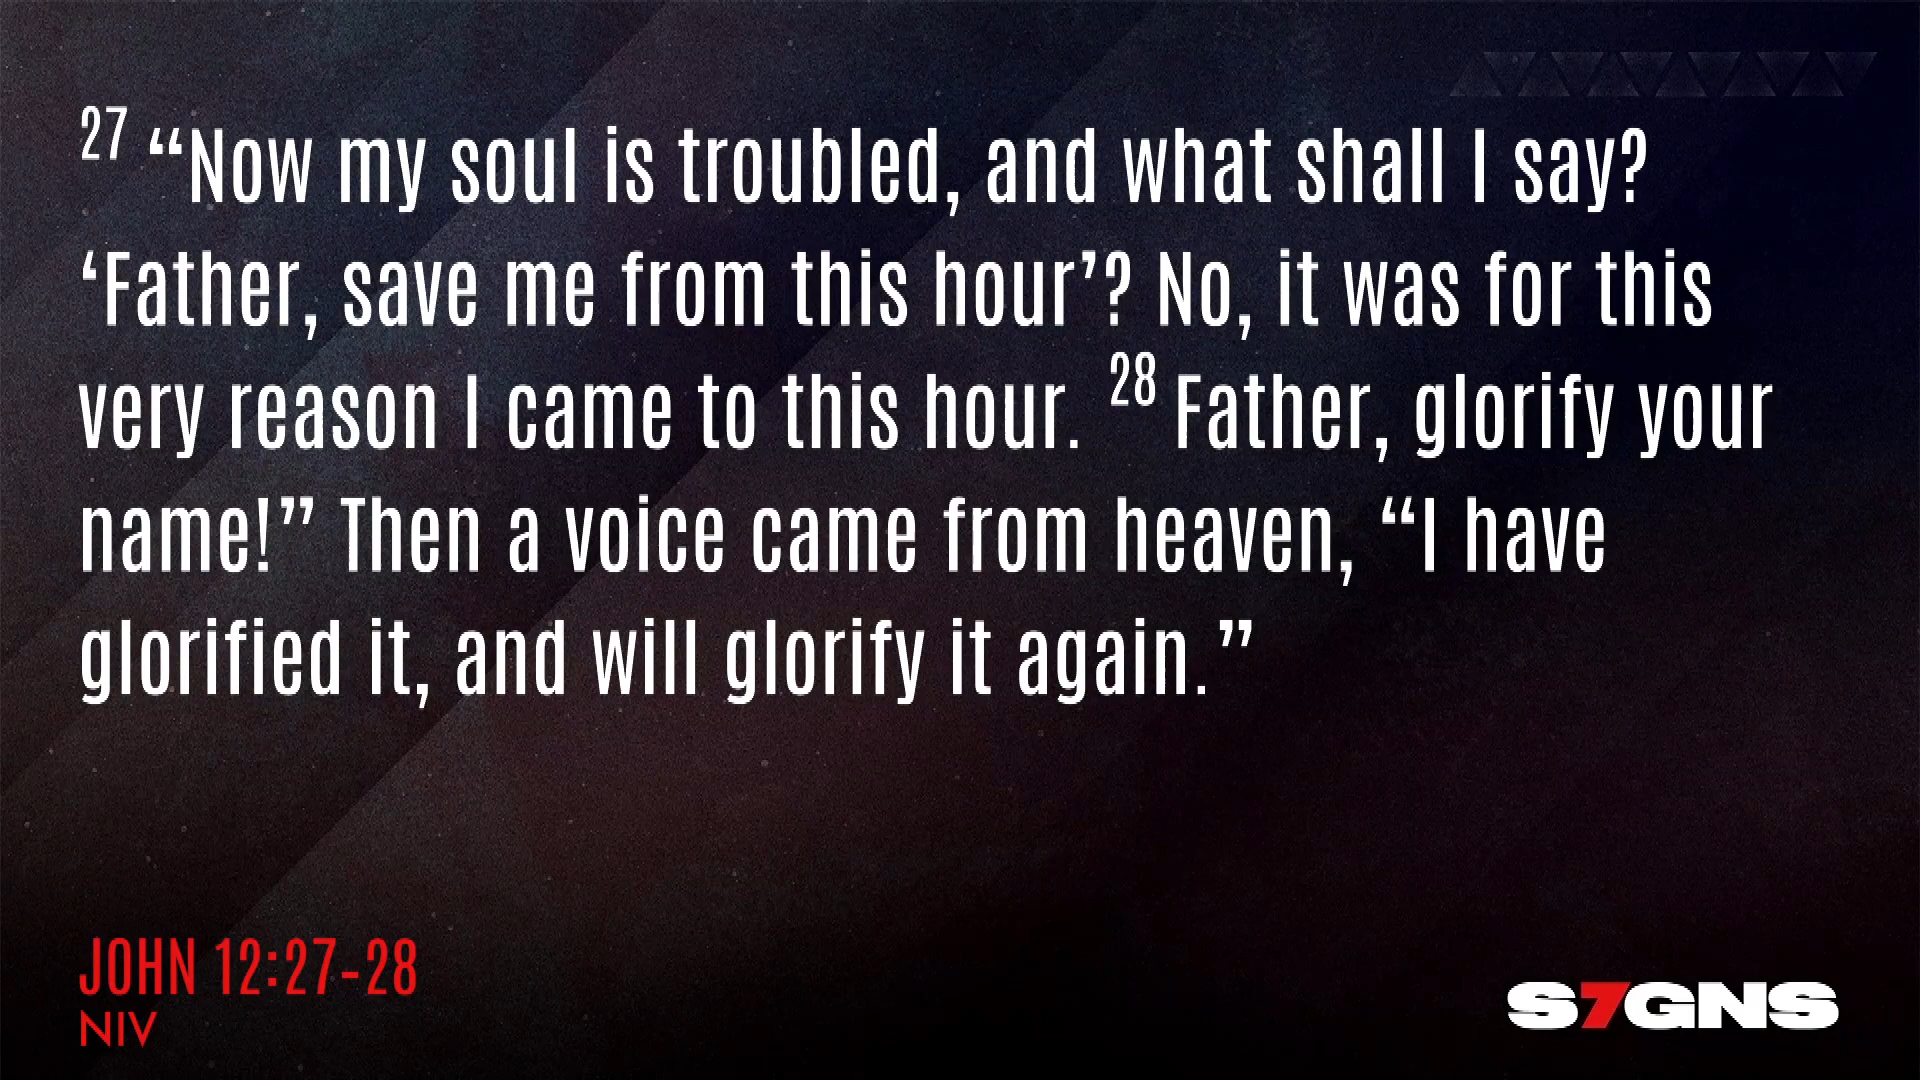 27 “Now my soul is troubled, and what shall I say?
‘Father, save me from this hour’? No, it was for this
very reason I came to this hour. 28 Father, glorify your
name!” Then a voice came from heaven, “I have
glorified it, and will glorify it again.”
JOHN 12:27-28
NIV
S7GNS